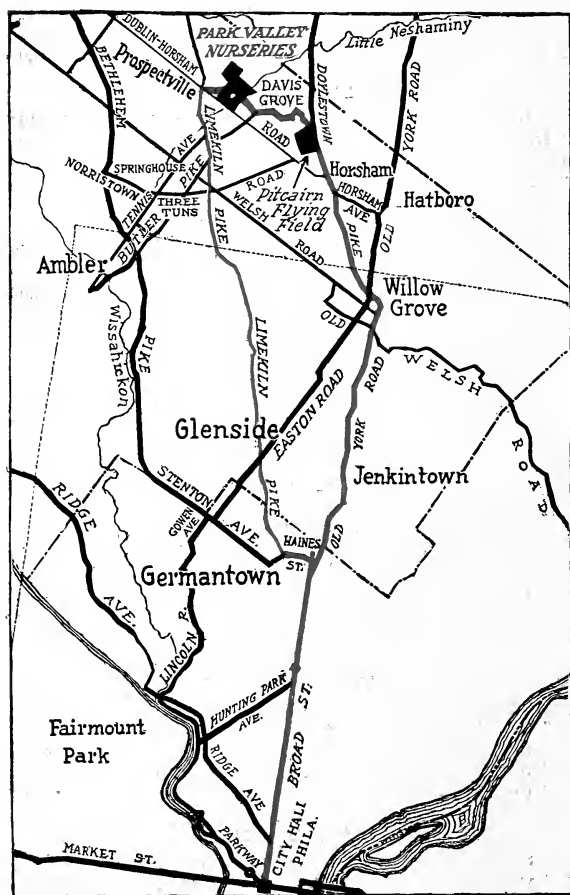 DUBLIN-HORSHAM
PARK VALLEY
NURSERIES
Little Neshaminy
Prospectville
BETHLEHEM
DAVIS
GROVE
DOYLESTOWN
YORK ROAD
LIMEKILN
ROAD
AVE.
SPRINGHOUSE
Horsham
NORRISTOWN
TENNIS
PIKE
ROAD
HORSHAM
AVE
Hatboro
THREE
TUNS
Pitcairn
Flying
Field
BUTLER
WELSH
ROAD
PIKE
OLD
Ambler
PIKE
Willow
Grove
OLD
Wissahickon
PIKE
LIMEKILN
WELSH
ROAD
ROAD
EASTON ROAD
Glenside
YORK
Jenkintown
RIDGE
STENTON
PIKE
GOWEN
AVE.
AVE.
HAINES
ST.
OLD
Germantown
AVE.
LINCOLN R.
HUNTING PARK
AVE.
ST.
Fairmount
Park
RIDGE AVE
BROAD
PARKWAY
CITY HALL
PHILA.
MARKET ST.